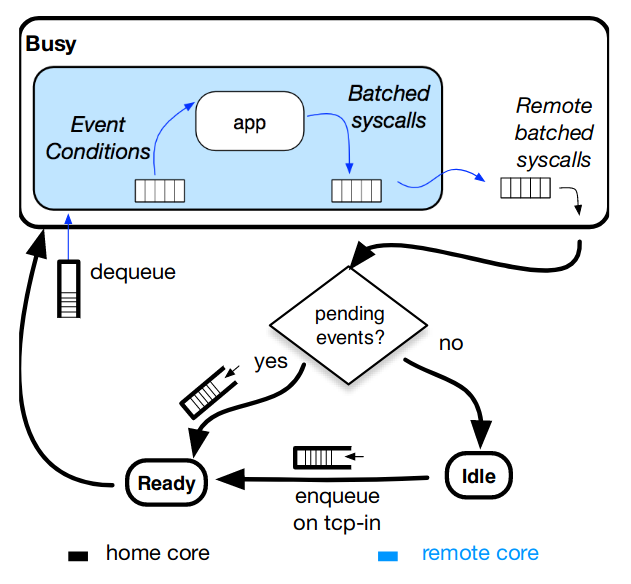 Busy
Event
Conditions
app
Batched
syscalls
Remote
batched
syscalls
dequeue
pending
events?
yes
no
Ready
Idle
enqueue
on tcp-in
home core
remote core